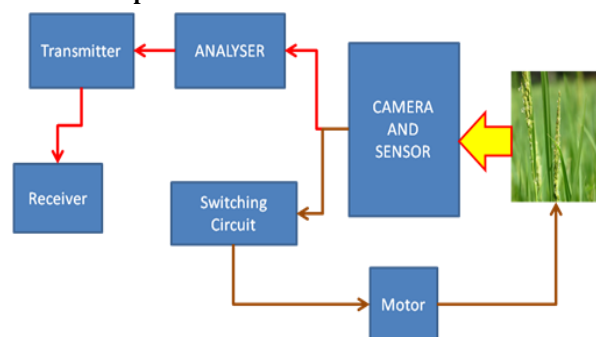 Transmitter
ANALYSER
CAMERA
AND
SENSOR
Receiver
Switching
Circuit
Motor